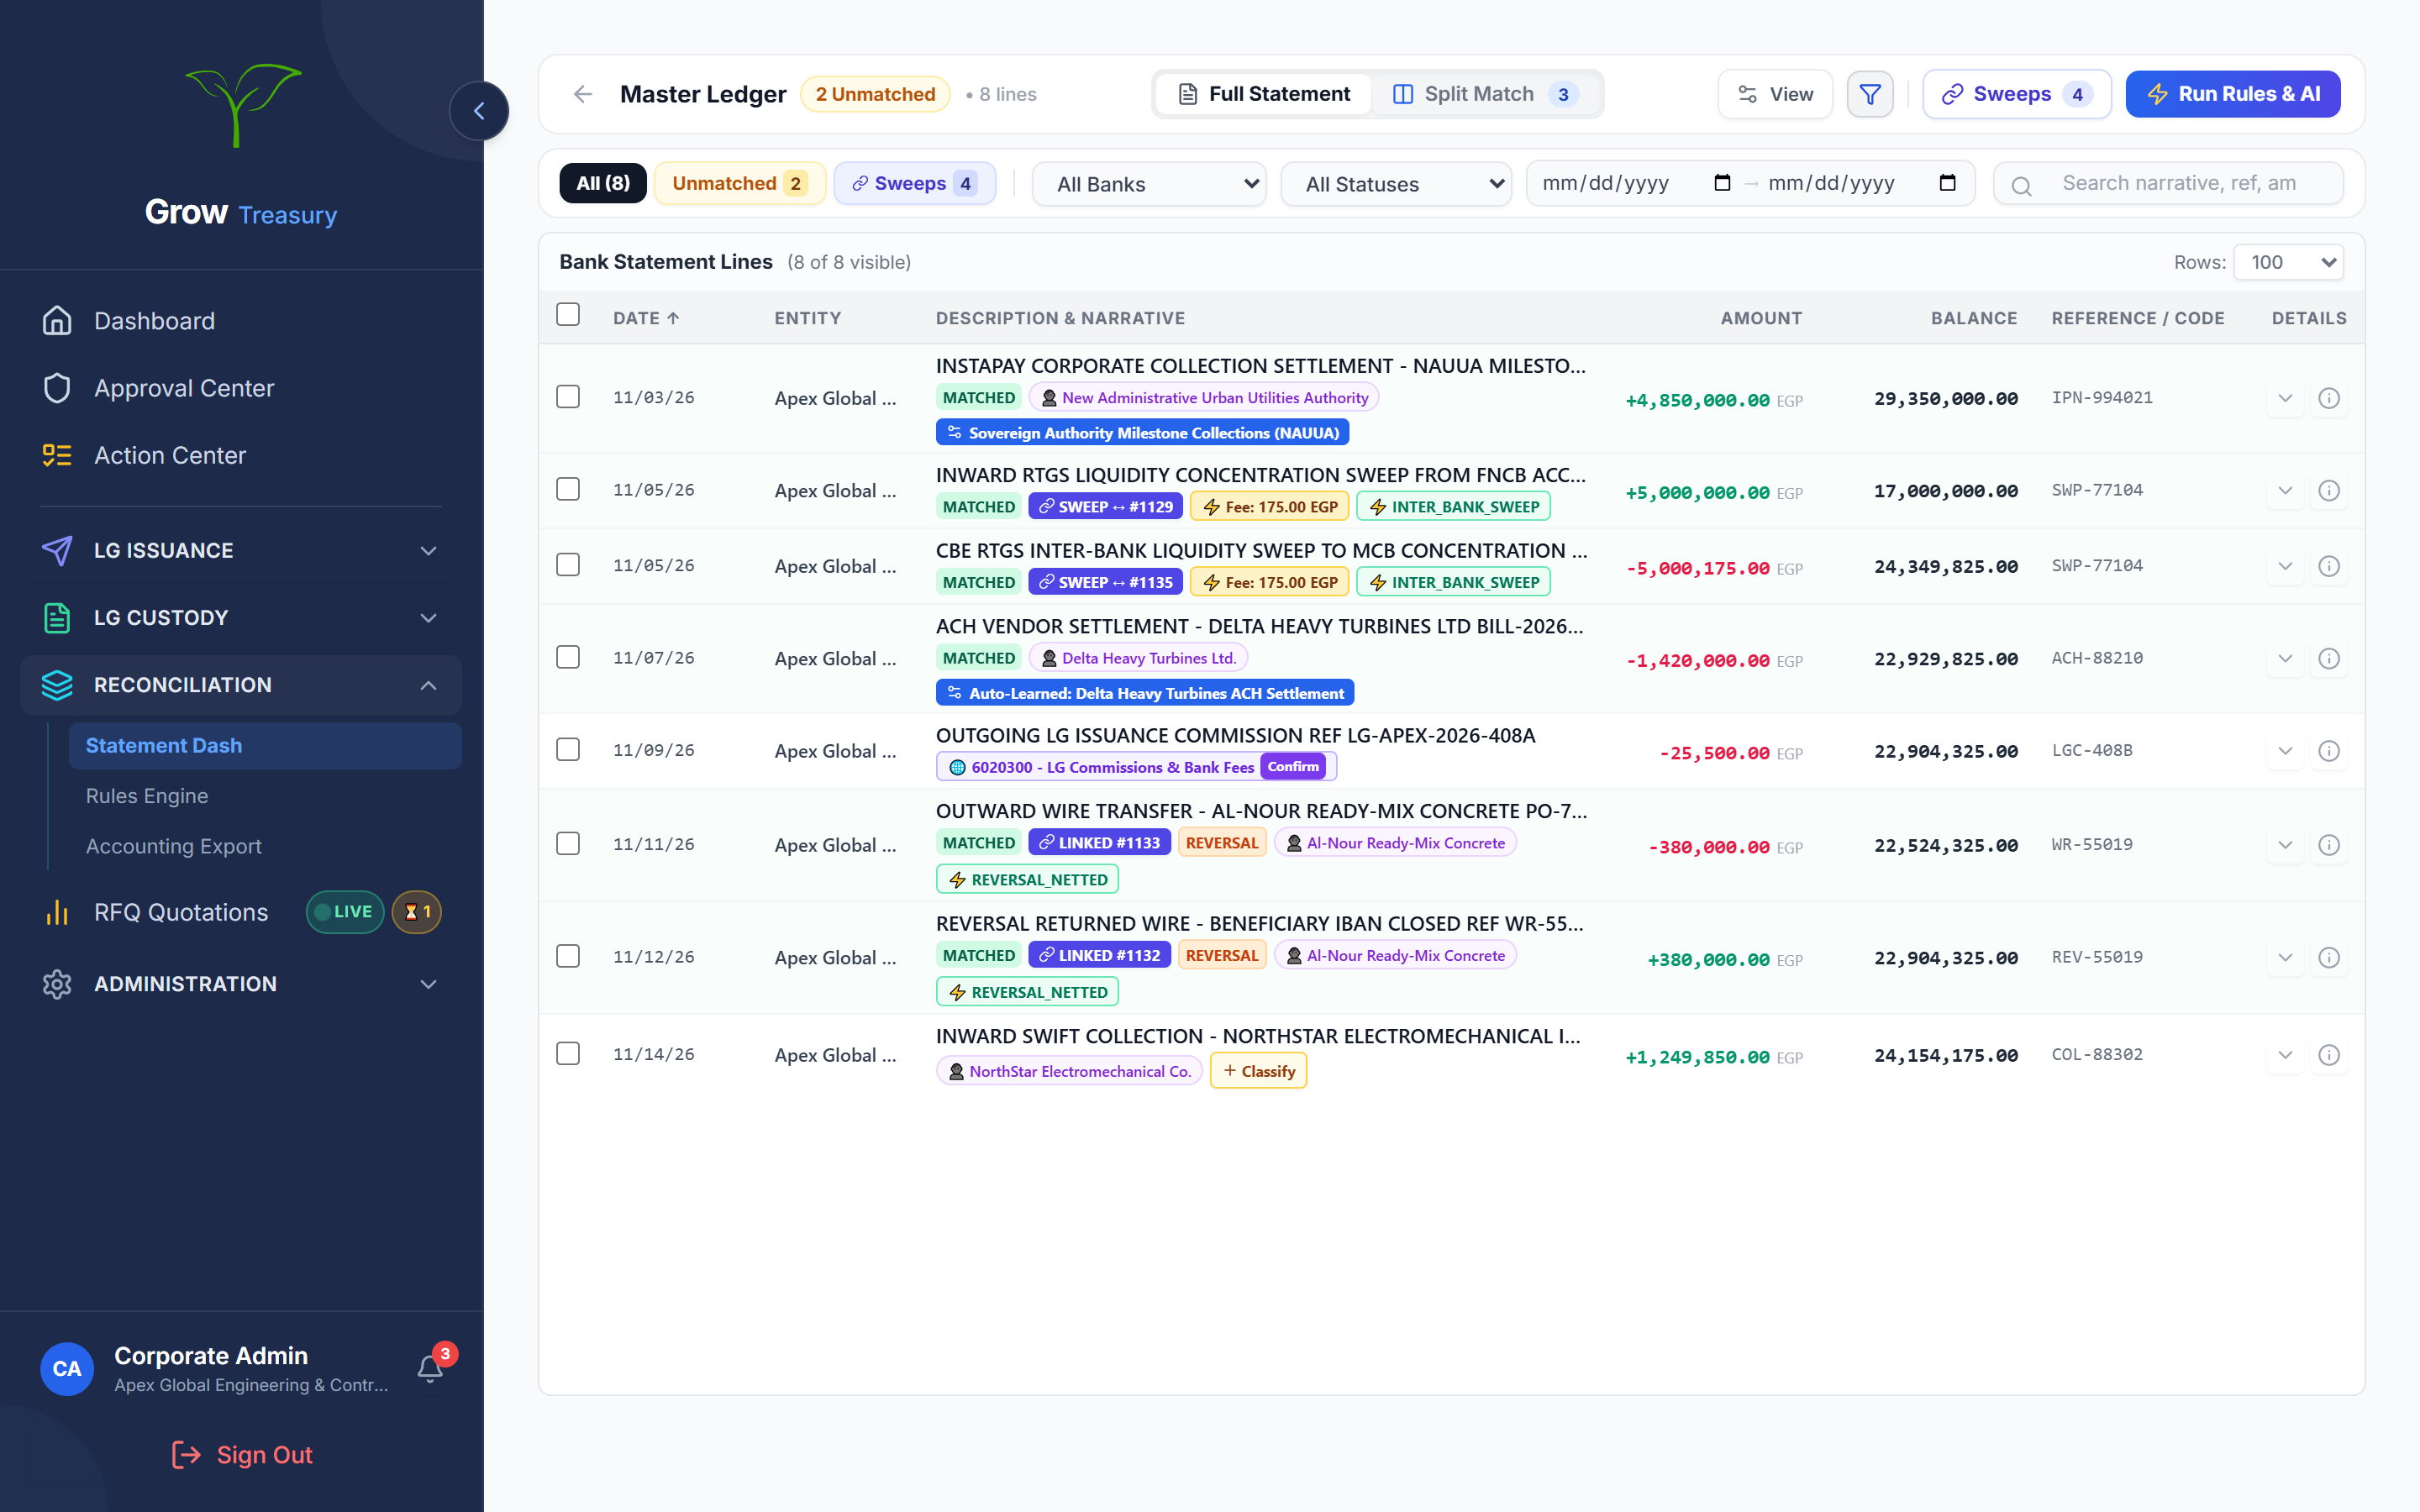 Grow Treasury
Dashboard
Approval Center
Action Center
LG ISSUANCE
LG CUSTODY
RECONCILIATION
Statement Dash
Rules Engine
Accounting Export
RFQ Quotations LIVE 1
ADMINISTRATION
CA Corporate Admin 3
Apex Global Engineering & Contr...
Sign Out
Master Ledger 2 Unmatched • 8 lines Full Statement Split Match 3 View Sweeps 4 Run Rules & AI
All (8) Unmatched 2 Sweeps 4 All Banks All Statuses mm/dd/yyyy → mm/dd/yyyy Search narrative, ref, am
Bank Statement Lines (8 of 8 visible) Rows: 100
DATE ↑ ENTITY DESCRIPTION & NARRATIVE AMOUNT BALANCE REFERENCE / CODE DETAILS
INSTAPAY CORPORATE COLLECTION SETTLEMENT - NAUUA MILESTO...
11/03/26 Apex Global ... MATCHED New Administrative Urban Utilities Authority +4,850,000.00 EGP 29,350,000.00 IPN-994021
Sovereign Authority Milestone Collections (NAUUA)
INWARD RTGS LIQUIDITY CONCENTRATION SWEEP FROM FNCB ACC...
11/05/26 Apex Global ... MATCHED SWEEP ↔ #1129 Fee: 175.00 EGP INTER_BANK_SWEEP +5,000,000.00 EGP 17,000,000.00 SWP-77104
CBE RTGS INTER-BANK LIQUIDITY SWEEP TO MCB CONCENTRATION ...
11/05/26 Apex Global ... MATCHED SWEEP ↔ #1135 Fee: 175.00 EGP INTER_BANK_SWEEP -5,000,175.00 EGP 24,349,825.00 SWP-77104
ACH VENDOR SETTLEMENT - DELTA HEAVY TURBINES LTD BILL-2026...
11/07/26 Apex Global ... MATCHED Delta Heavy Turbines Ltd. -1,420,000.00 EGP 22,929,825.00 ACH-88210
Auto-Learned: Delta Heavy Turbines ACH Settlement
OUTGOING LG ISSUANCE COMMISSION REF LG-APEX-2026-408A
11/09/26 Apex Global ... 6020300 - LG Commissions & Bank Fees Confirm -25,500.00 EGP 22,904,325.00 LGC-408B
OUTWARD WIRE TRANSFER - AL-NOUR READY-MIX CONCRETE PO-7...
11/11/26 Apex Global ... MATCHED LINKED #1133 REVERSAL Al-Nour Ready-Mix Concrete -380,000.00 EGP 22,524,325.00 WR-55019
REVERSAL_NETTED
REVERSAL RETURNED WIRE - BENEFICIARY IBAN CLOSED REF WR-55...
11/12/26 Apex Global ... MATCHED LINKED #1132 REVERSAL Al-Nour Ready-Mix Concrete +380,000.00 EGP 22,904,325.00 REV-55019
REVERSAL_NETTED
INWARD SWIFT COLLECTION - NORTHSTAR ELECTROMECHANICAL I...
11/14/26 Apex Global ... NorthStar Electromechanical Co. + Classify +1,249,850.00 EGP 24,154,175.00 COL-88302